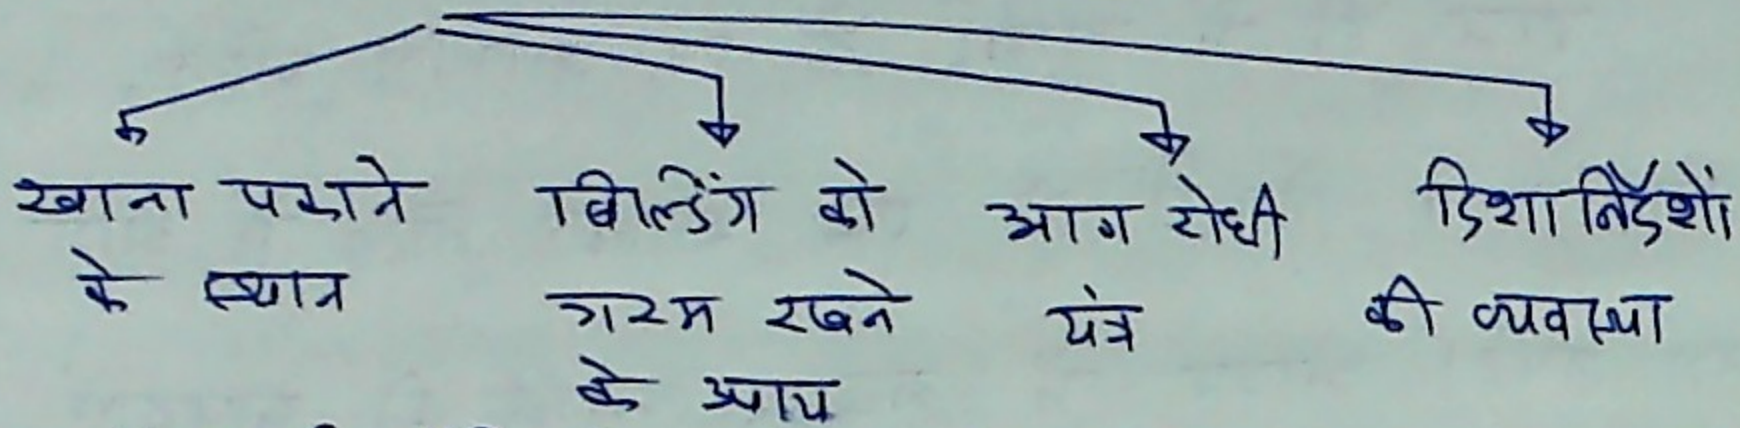 खाना पकाने
के स्थान
बिल्डिंग को
गरम रखने
के उपाय
आग रोधी
यंत्र
दिशा निर्देशों
की व्यवस्था